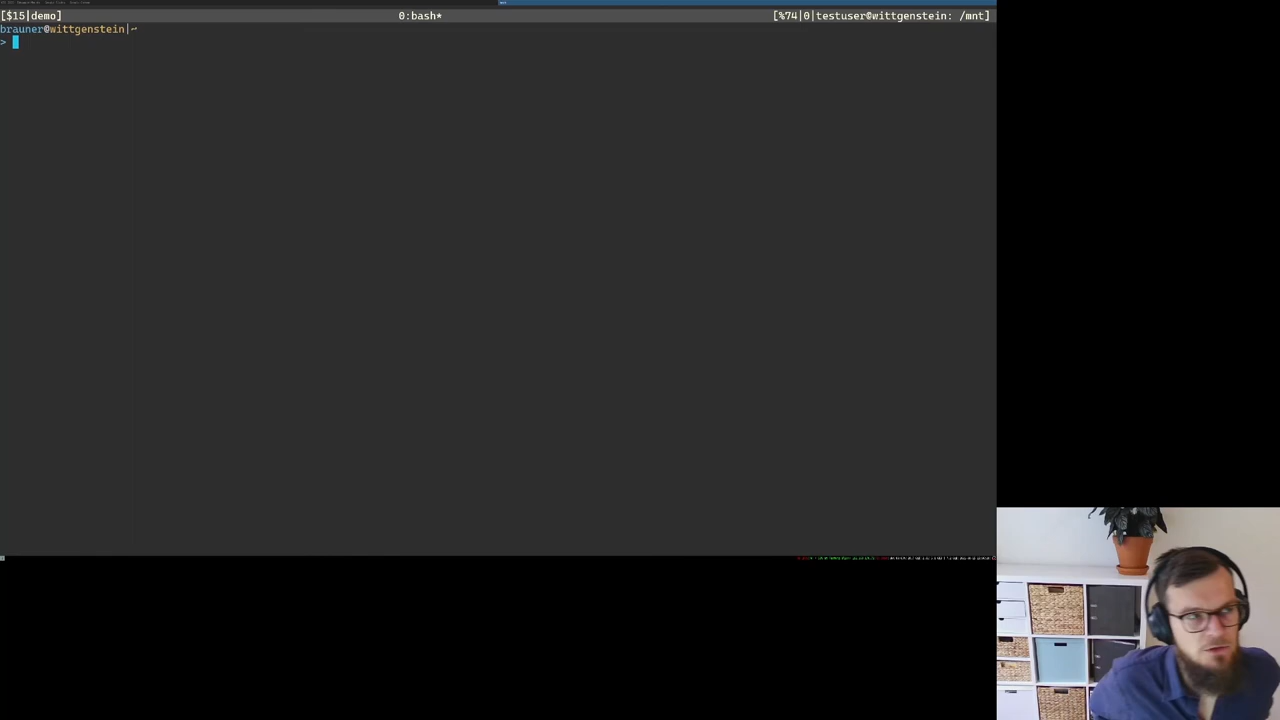 [$15|demo] 0:bash* [%74|0|testuser@wittgenstein: /mnt]
brauner@wittgenstein|~
>